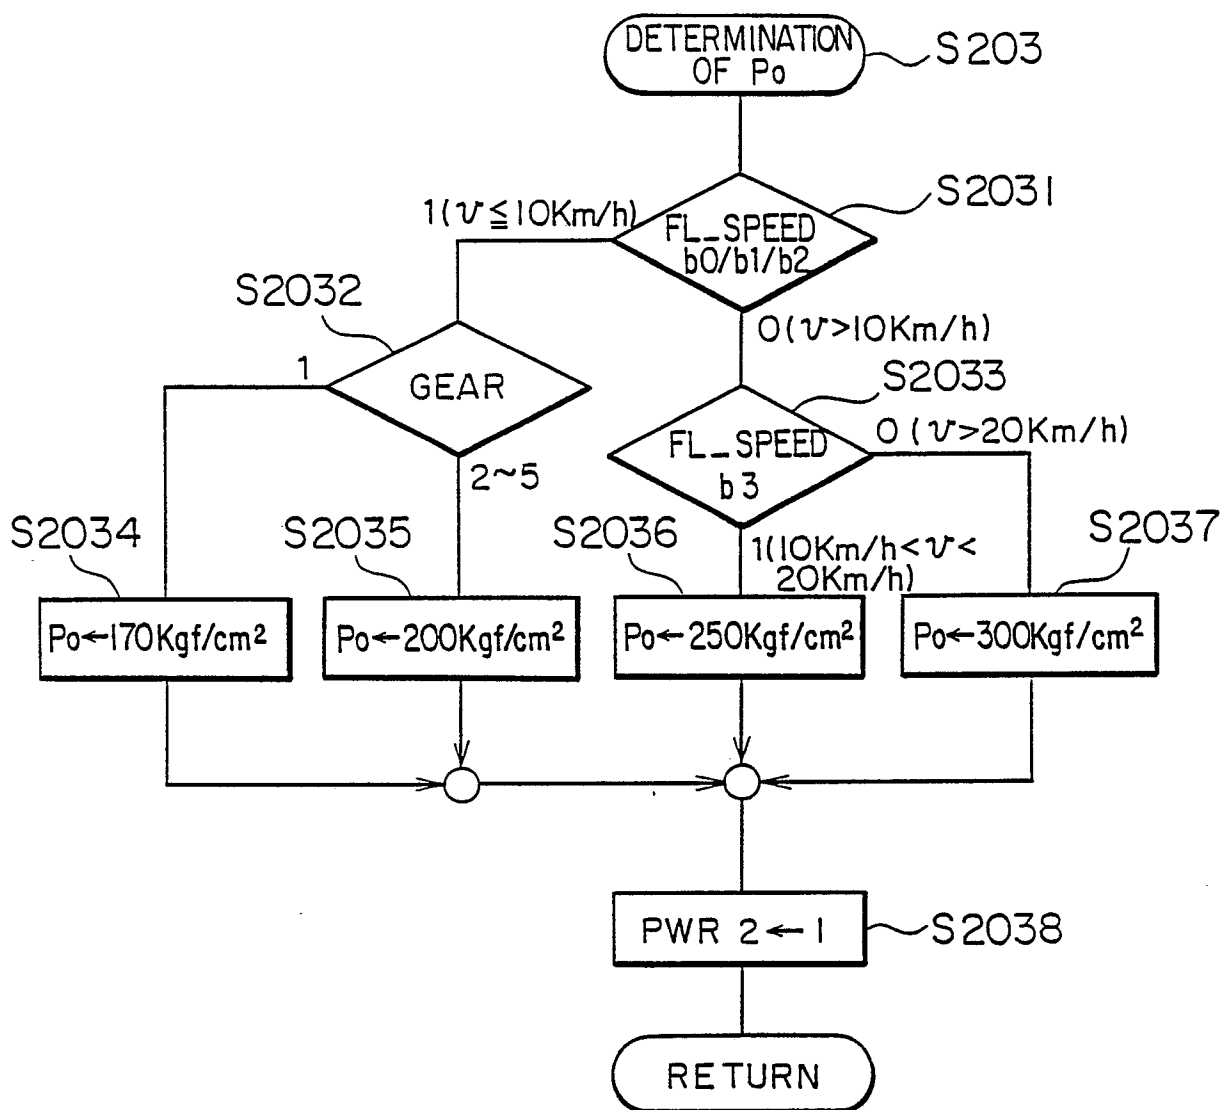 DETERMINATION
OF Po
S203
S2031
1(v≦10Km/h)
FL_SPEED
b0/b1/b2
S2032
0(v>10Km/h)
1
GEAR
S2033
0(v>20Km/h)
FL_SPEED
b3
2~5
S2034
S2035
S2036
1(10Km/h<v<
20Km/h)
S2037
Po←170Kgf/cm²
Po←200Kgf/cm²
Po←250Kgf/cm²
Po←300Kgf/cm²
PWR 2←1
S2038
RETURN